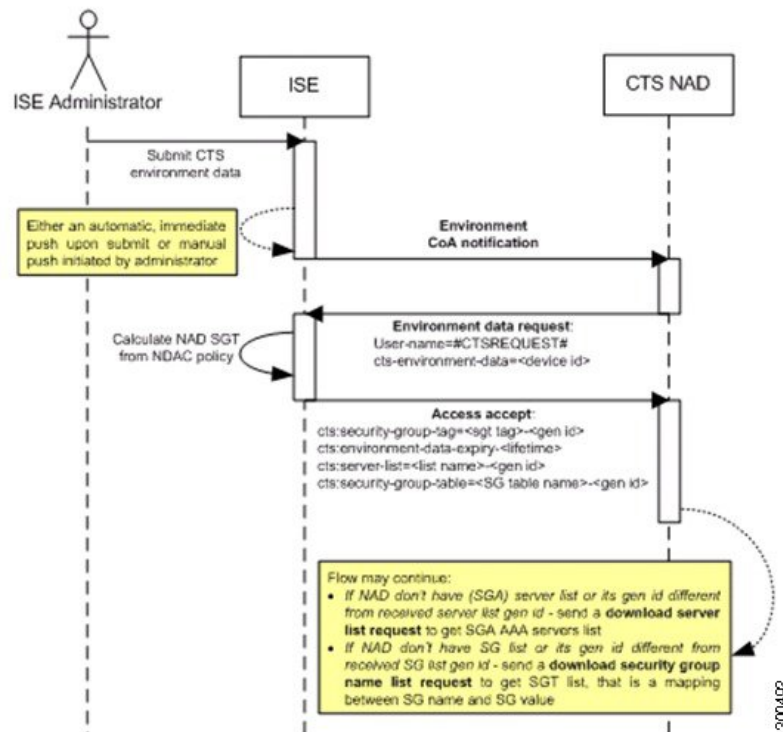 ISE Administrator
ISE
CTS NAD
Submit CTS
environment data
Either an automatic, immediate
push upon submit or manual
push initiated by administrator
Environment
CoA notification
Calculate NAD SGT
from NDAC policy
Environment data request:
User-name=#CTSREQUEST#
cts-environment-data=<device id>
Access accept:
cts:security-group-tag=<sgt tag>-<gen id>
cts:environment-data-expiry-<lifetime>
cts:server-list=<list name>-<gen id>
cts:security-group-table=<SG table name>-<gen id>
Flow may continue:
• If NAD don't have (SGA) server list or its gen id different
from received server list gen id - send a download server
list request to get SGA AAA servers list
• If NAD don't have SG list or its gen id different from
received SG list gen id - send a download security group
name list request to get SGT list, that is a mapping
between SG name and SG value